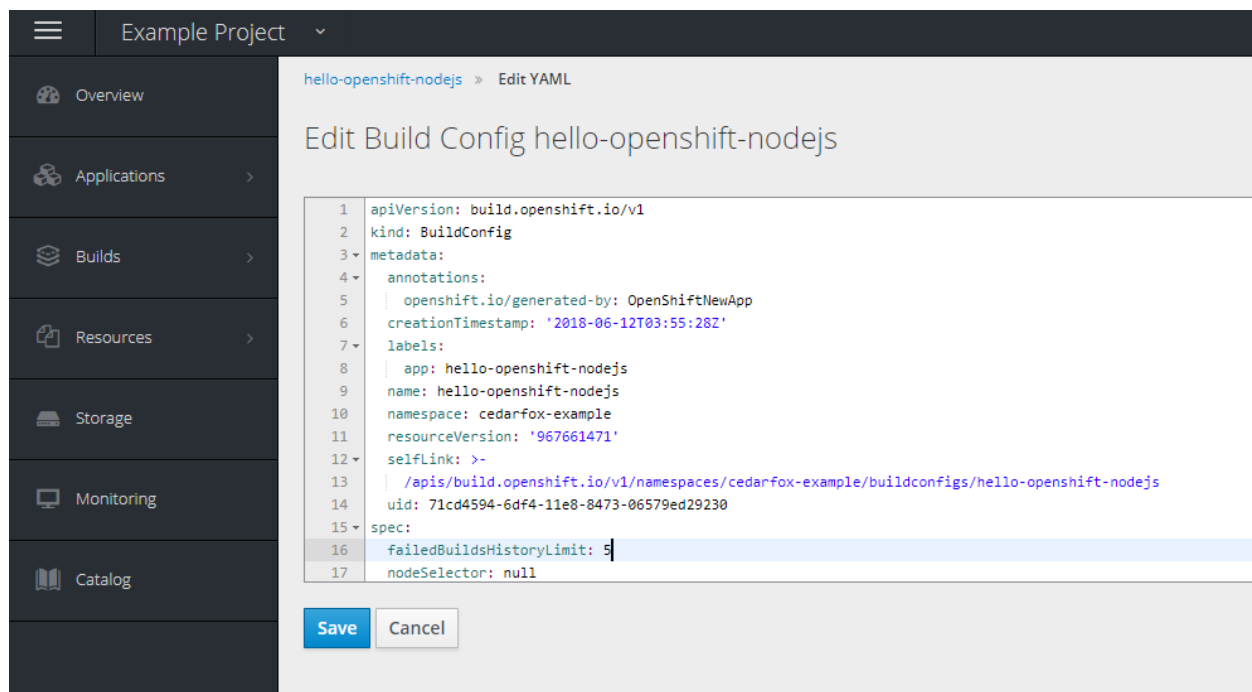 Example Project
Overview
Applications
Builds
Resources
Storage
Monitoring
Catalog
hello-openshift-nodejs » Edit YAML
Edit Build Config hello-openshift-nodejs
1 apiVersion: build.openshift.io/v1
2 kind: BuildConfig
3 metadata:
4 annotations:
5 openshift.io/generated-by: OpenShiftNewApp
6 creationTimestamp: '2018-06-12T03:55:28Z'
7 labels:
8 app: hello-openshift-nodejs
9 name: hello-openshift-nodejs
10 namespace: cedarfox-example
11 resourceVersion: '967661471'
12 selfLink: >-
13 /apis/build.openshift.io/v1/namespaces/cedarfox-example/buildconfigs/hello-openshift-nodejs
14 uid: 71cd4594-6df4-11e8-8473-06579ed29230
15 spec:
16 failedBuildsHistoryLimit: 5
17 nodeSelector: null
Save Cancel